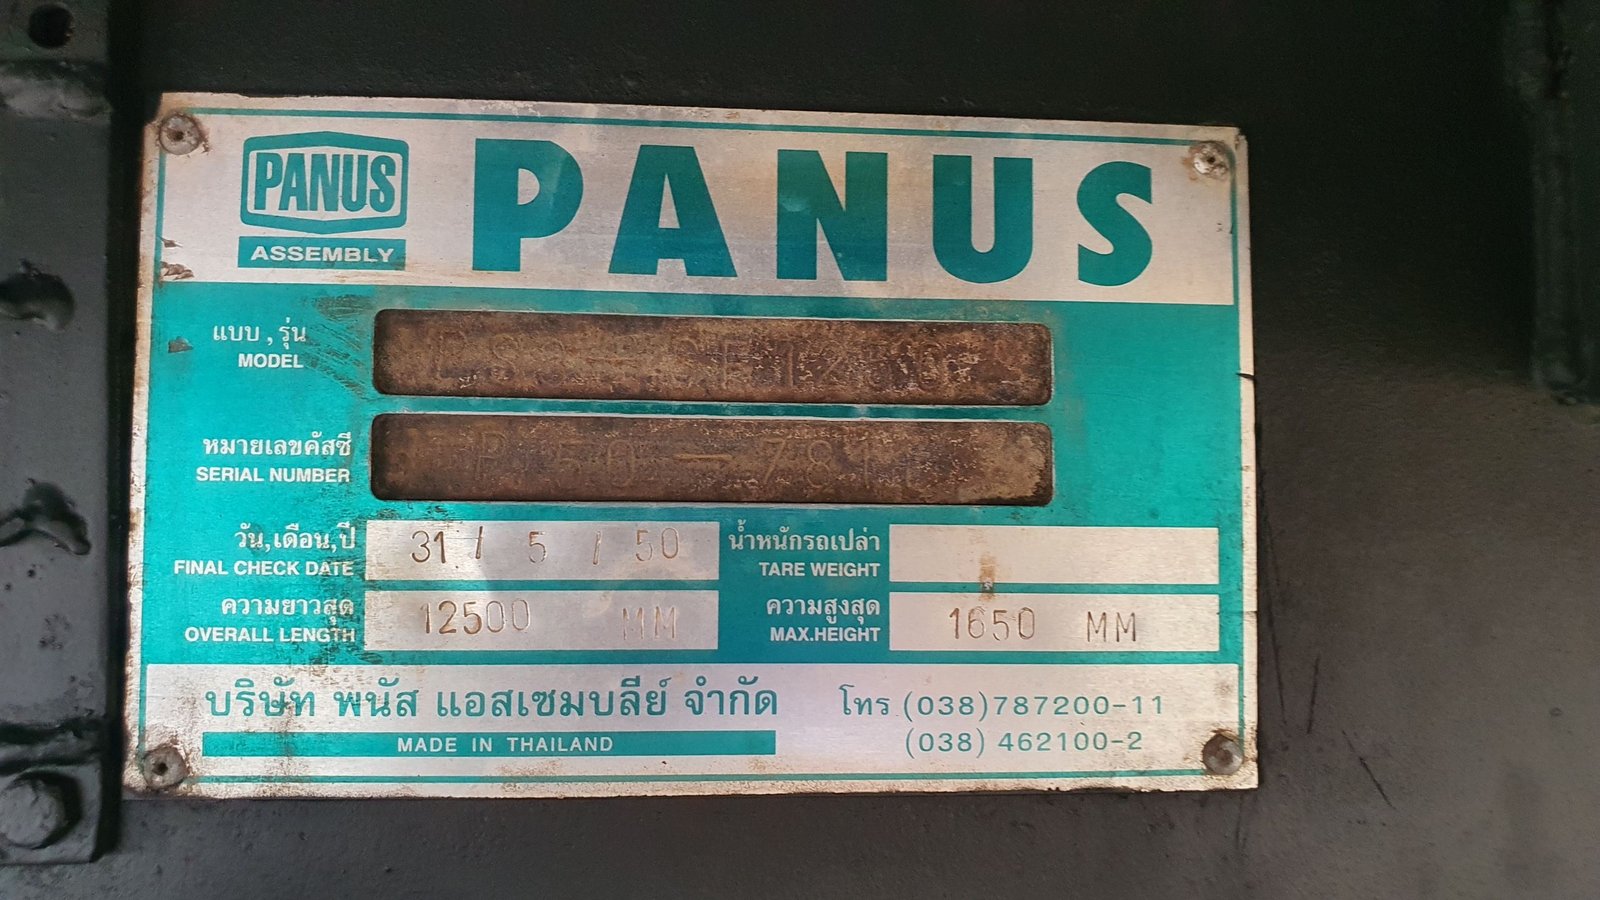 PANUS
ASSEMBLY
PANUS
แบบ , รุ่น
MODEL
หมายเลขคัสซี
SERIAL NUMBER
วัน,เดือน,ปี
FINAL CHECK DATE
31 / 5 / 50
น้ำหนักรถเปล่า
TARE WEIGHT
ความยาวสุด
OVERALL LENGTH
12500 MM
ความสูงสุด
MAX.HEIGHT
1650 MM
บริษัท พนัส แอสเซมบลีย์ จำกัด
MADE IN THAILAND
โทร (038)787200-11
(038) 462100-2